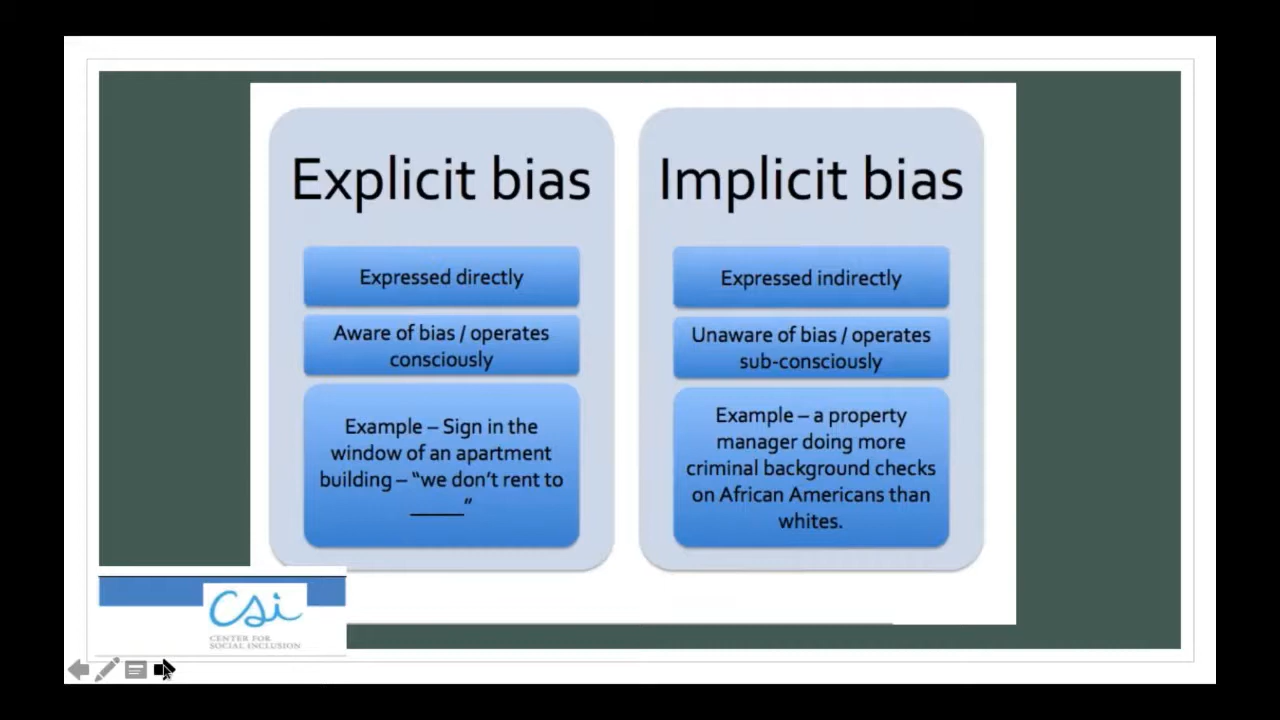 Explicit bias
Expressed directly
Aware of bias / operates
consciously
Example – Sign in the
window of an apartment
building – “we don’t rent to
______”
Implicit bias
Expressed indirectly
Unaware of bias / operates
sub-consciously
Example – a property
manager doing more
criminal background checks
on African Americans than
whites.
csi
CENTER FOR
SOCIAL INCLUSION